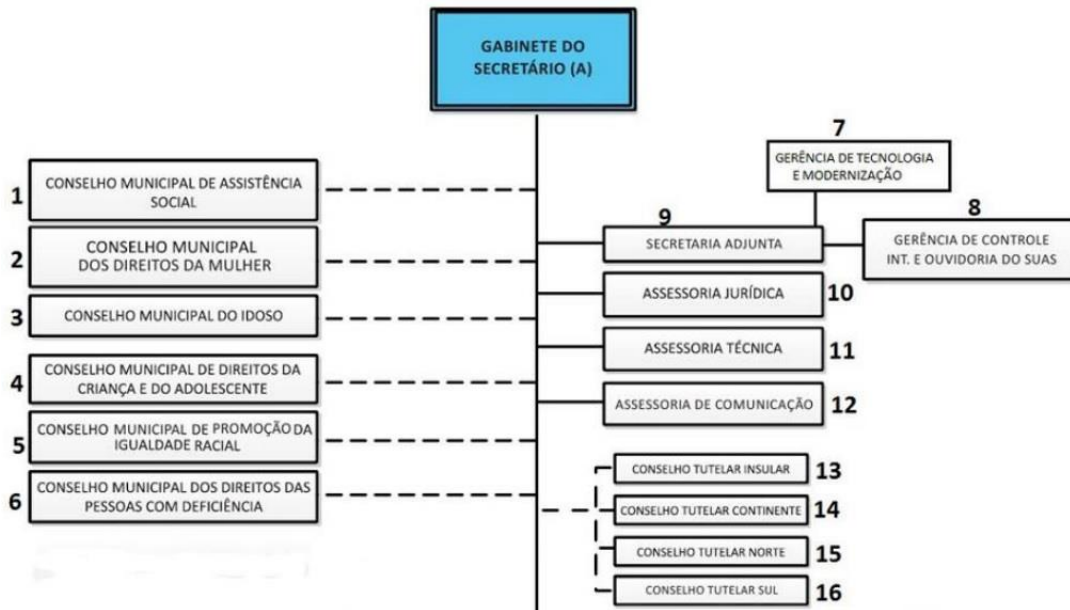 GABINETE DO
SECRETÁRIO (A)
1
CONSELHO MUNICIPAL DE ASSISTÊNCIA
SOCIAL
2
CONSELHO MUNICIPAL
DOS DIREITOS DA MULHER
3
CONSELHO MUNICIPAL DO IDOSO
4
CONSELHO MUNICIPAL DE DIREITOS DA
CRIANÇA E DO ADOLESCENTE
5
CONSELHO MUNICIPAL DE PROMOÇÃO DA
IGUALDADE RACIAL
6
CONSELHO MUNICIPAL DOS DIREITOS DAS
PESSOAS COM DEFICIÊNCIA
7
GERÊNCIA DE TECNOLOGIA
E MODERNIZAÇÃO
8
GERÊNCIA DE CONTROLE
INT. E OUVIDORIA DO SUAS
9
SECRETARIA ADJUNTA
ASSESSORIA JURÍDICA
10
ASSESSORIA TÉCNICA
11
ASSESSORIA DE COMUNICAÇÃO
12
CONSELHO TUTELAR INSULAR
13
CONSELHO TUTELAR CONTINENTE
14
CONSELHO TUTELAR NORTE
15
CONSELHO TUTELAR SUL
16